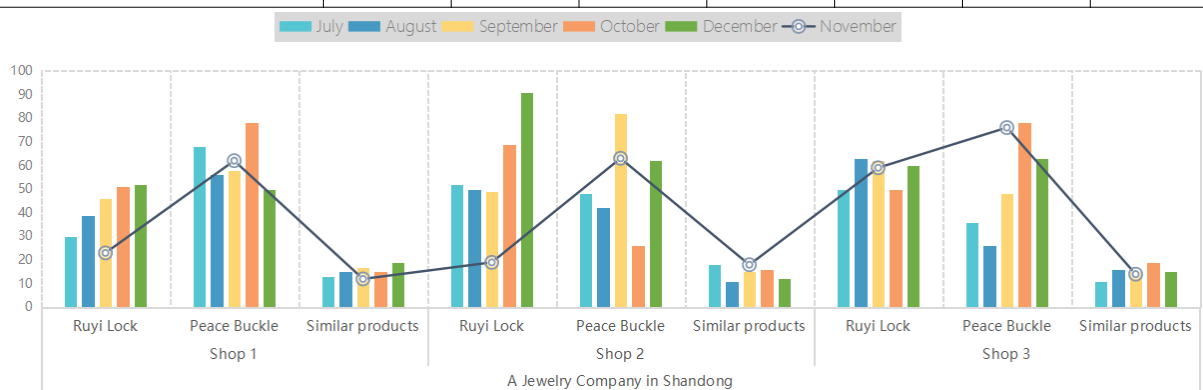 July August September October December November
100
90
80
70
60
50
40
30
20
10
0
Ruyi Lock Peace Buckle Similar products Ruyi Lock Peace Buckle Similar products Ruyi Lock Peace Buckle Similar products
Shop 1 Shop 2 Shop 3
A Jewelry Company in Shandong